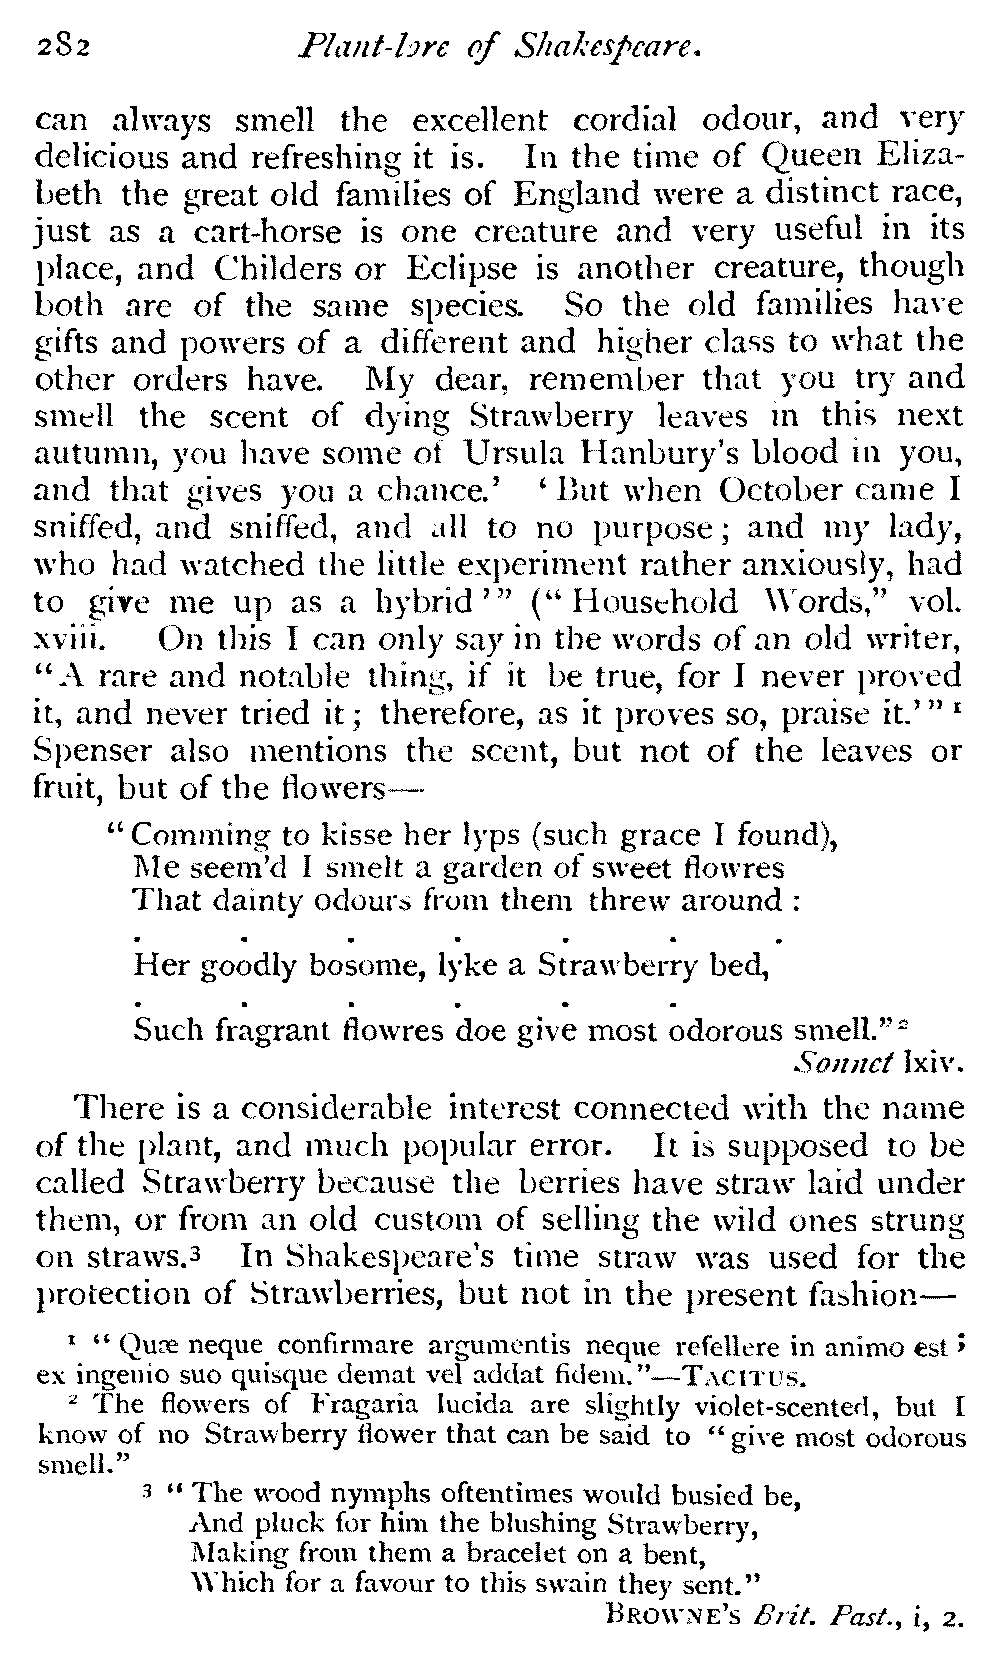 282 Plant-lore of Shakespeare.
can always smell the excellent cordial odour, and very
delicious and refreshing it is. In the time of Queen Eliza-
beth the great old families of England were a distinct race,
just as a cart-horse is one creature and very useful in its
place, and Childers or Eclipse is another creature, though
both are of the same species. So the old families have
gifts and powers of a different and higher class to what the
other orders have. My dear, remember that you try and
smell the scent of dying Strawberry leaves in this next
autumn, you have some of Ursula Hanbury's blood in you,
and that gives you a chance.' ‘But when October came I
sniffed, and sniffed, and all to no purpose; and my lady,
who had watched the little experiment rather anxiously, had
to give me up as a hybrid’” (“Household Words,” vol.
xviii. On this I can only say in the words of an old writer,
“A rare and notable thing, if it be true, for I never proved
it, and never tried it; therefore, as it proves so, praise it.’” ¹
Spenser also mentions the scent, but not of the leaves or
fruit, but of the flowers—
“Comming to kisse her lyps (such grace I found),
Me seem'd I smelt a garden of sweet flowres
That dainty odours from them threw around :
. . . . . . .
Her goodly bosome, lyke a Strawberry bed,
. . . . . .
Such fragrant flowres doe give most odorous smell.” ²
Sonnet lxiv.
There is a considerable interest connected with the name
of the plant, and much popular error. It is supposed to be
called Strawberry because the berries have straw laid under
them, or from an old custom of selling the wild ones strung
on straws.³ In Shakespeare's time straw was used for the
protection of Strawberries, but not in the present fashion—
¹ “Quæ neque confirmare argumentis neque refellere in animo est ;
ex ingenio suo quisque demat vel addat fidem.”—TACITUS.
² The flowers of Fragaria lucida are slightly violet-scented, but I
know of no Strawberry flower that can be said to “give most odorous
smell.”
³ “The wood nymphs oftentimes would busied be,
And pluck for him the blushing Strawberry,
Making from them a bracelet on a bent,
Which for a favour to this swain they sent.”
BROWNE'S Brit. Past., i, 2.